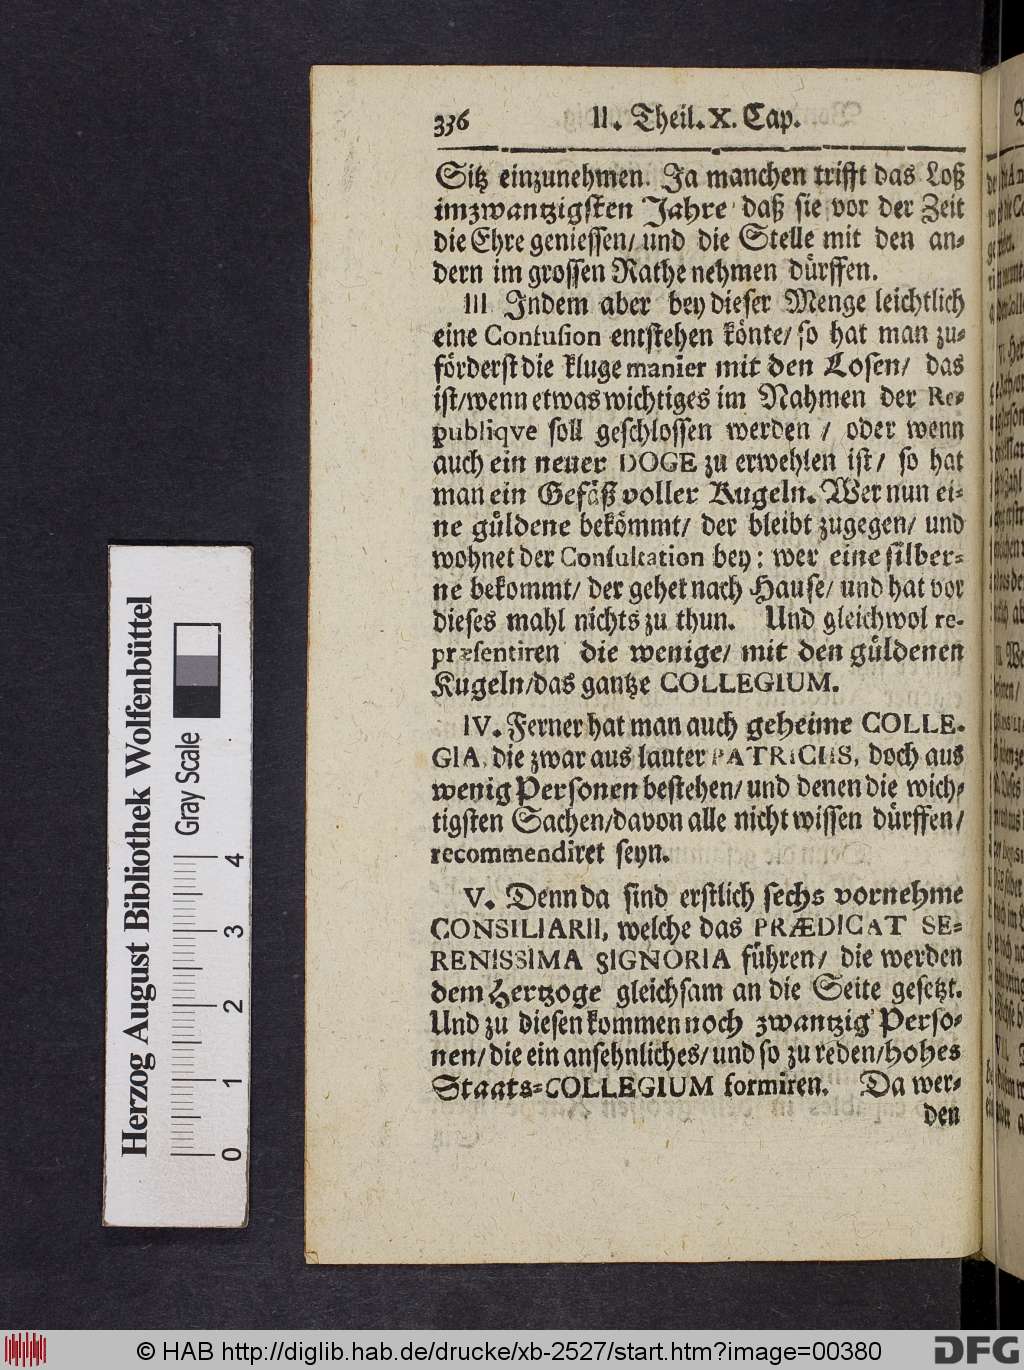 336 II. Theil. X. Cap.
Sitz einzunehmen. Ja manchen trifft das Loß
im zwantzigsten Jahre daß sie vor der Zeit
die Ehre geniessen/ und die Stelle mit den an-
dern im grossen Rathe nehmen dürffen.
III Indem aber bey dieser Menge leichtlich
eine Confusion entstehen könte/ so hat man zu-
förderst die kluge manier mit den Losen/ das
ist/ wenn etwas wichtiges im Nahmen der Re-
publiqve soll geschlossen werden / oder wenn
auch ein neuer DOGE zu erwehlen ist/ so hat
man ein Gefäß voller Kugeln. Wer nun ei-
ne güldene bekömmt/ der bleibt zugegen/ und
wohnet der Consultation bey: wer eine silber-
ne bekommt/ der gehet nach Hause/ und hat vor
dieses mahl nichts zu thun. Und gleichwol re-
præsentiren die wenige/ mit den güldenen
Kugeln/ das gantze COLLEGIUM.
IV. Ferner hat man auch geheime COLLE-
GIA, die zwar aus lauter PATRICIIS, doch aus
wenig Personen bestehen/ und denen die wich-
tigsten Sachen/ davon alle nicht wissen dürffen/
recommendiret seyn.
V. Denn da sind erstlich sechs vornehme
CONSILIARII, welche das PRÆDICAT SE-
RENISSIMA SIGNORIA führen/ die werden
dem Hertzoge gleichsam an die Seite gesetzt.
Und zu diesen kommen noch zwantzig Perso-
nen/ die ein ansehnliches/ und so zu reden/ hohes
Staats-COLLEGIUM formiren. Da wer-
den
Herzog August Bibliothek Wolfenbüttel
Gray Scale
0 1 2 3 4
© HAB http://diglib.hab.de/drucke/xb-2527/start.htm?image=00380
DFG